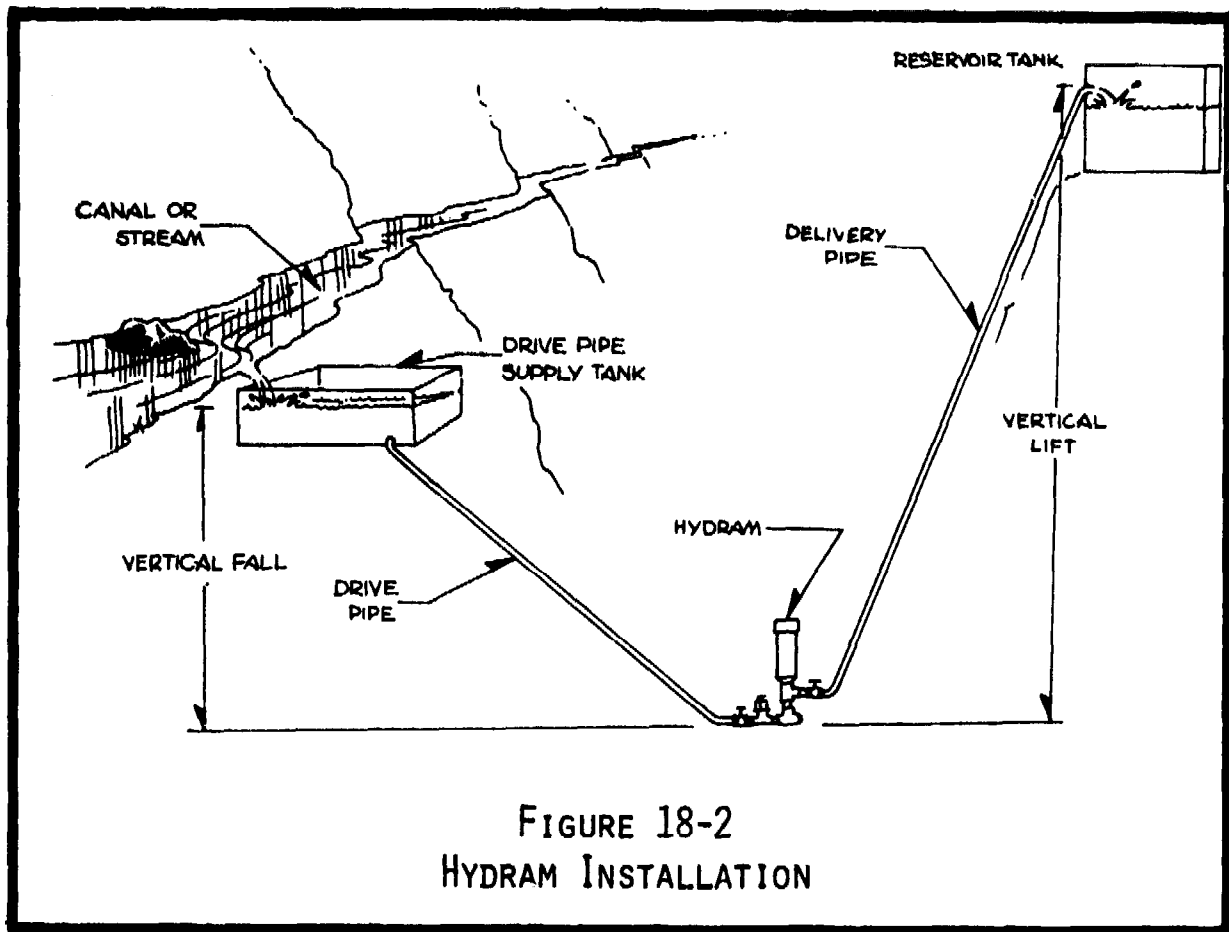 RESERVOIR TANK
CANAL OR
STREAM
DELIVERY
PIPE
DRIVE PIPE
SUPPLY TANK
VERTICAL
LIFT
HYDRAM
VERTICAL FALL
DRIVE
PIPE
FIGURE 18-2
HYDRAM INSTALLATION